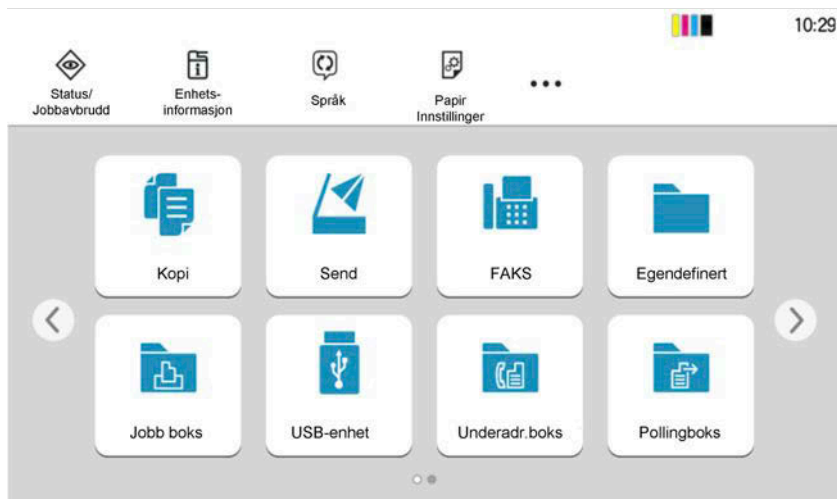 10:29
Status/
Jobbavbrudd
Enhets-
informasjon
Språk
Papir
Innstillinger
Kopi
Send
FAKS
Egendefinert
Jobb boks
USB-enhet
Underadr.boks
Pollingboks